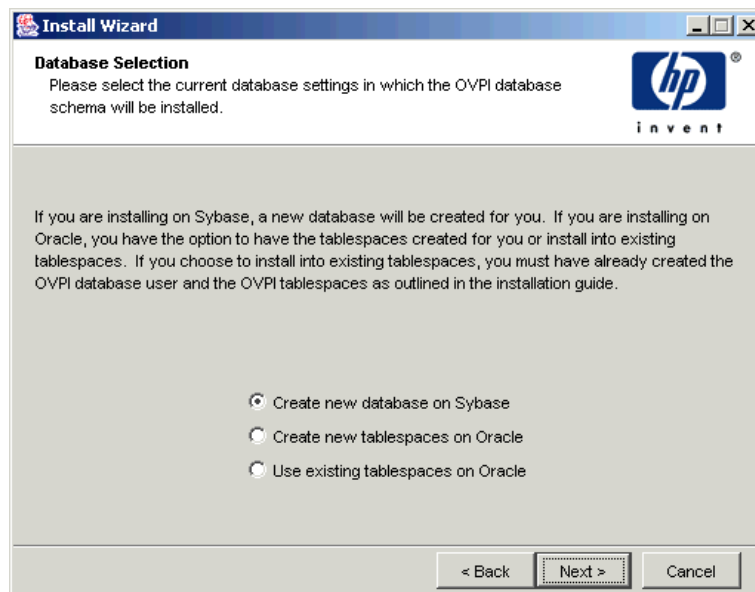 Install Wizard
Database Selection
Please select the current database settings in which the OVPI database
schema will be installed.
hp
®
invent
If you are installing on Sybase, a new database will be created for you. If you are installing on
Oracle, you have the option to have the tablespaces created for you or install into existing
tablespaces. If you choose to install into existing tablespaces, you must have already created the
OVPI database user and the OVPI tablespaces as outlined in the installation guide.
Create new database on Sybase
Create new tablespaces on Oracle
Use existing tablespaces on Oracle
< Back
Next >
Cancel